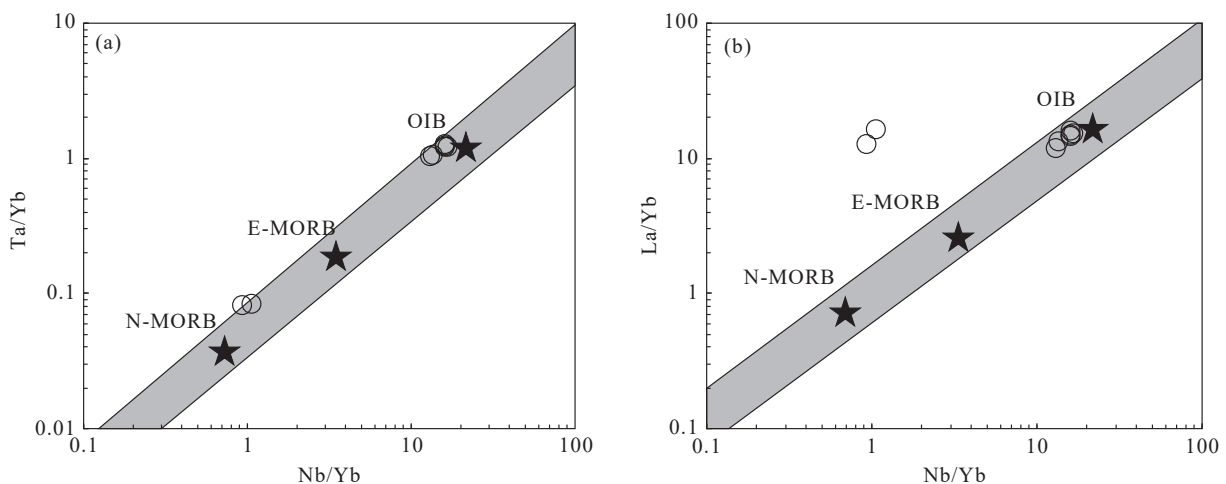 (a)
10
1
0.1
0.01
Ta/Yb
OIB
E-MORB
N-MORB
0.1
1
10
100
Nb/Yb
(b)
100
10
1
0.1
La/Yb
OIB
E-MORB
N-MORB
0.1
1
10
100
Nb/Yb